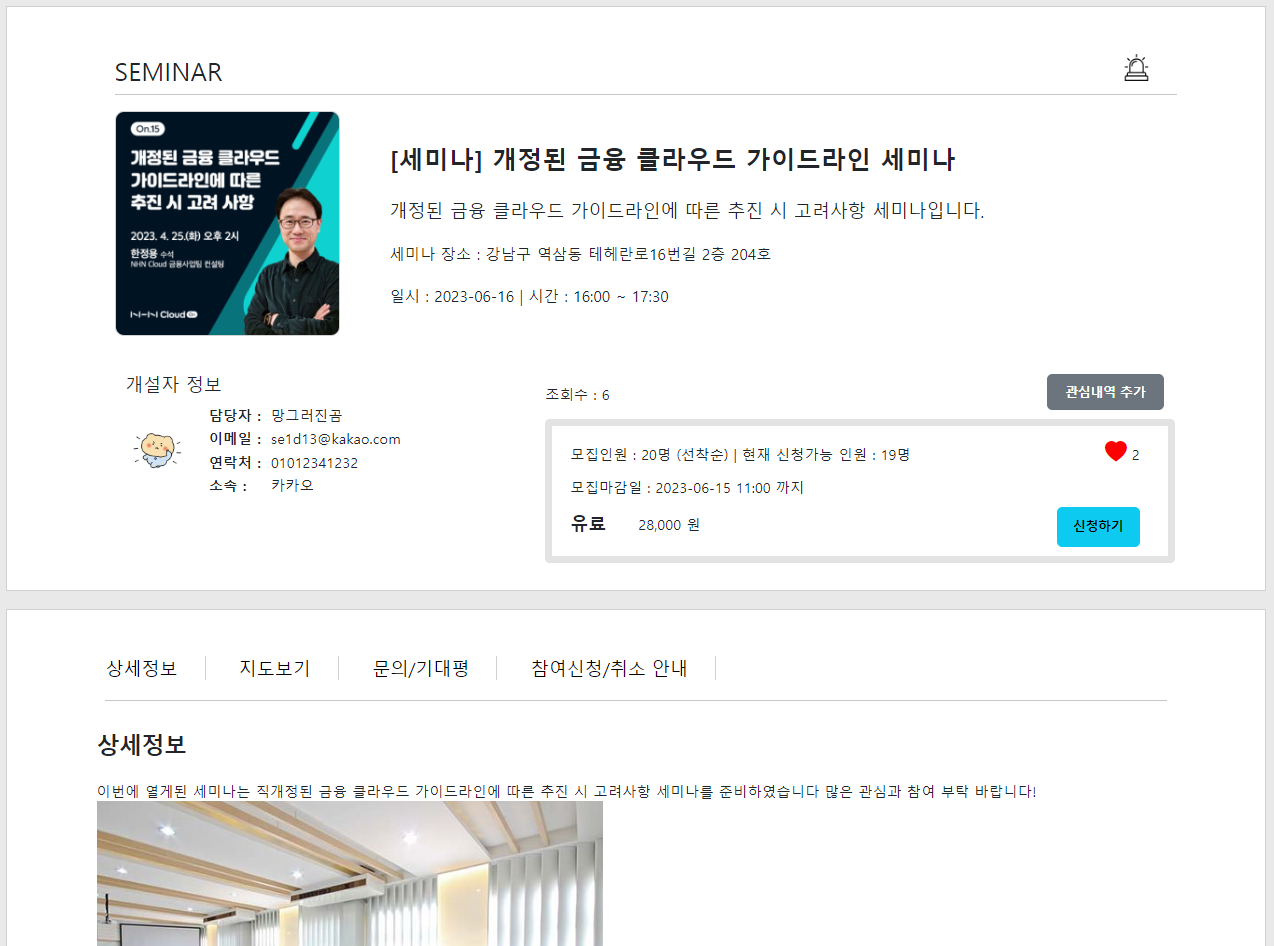 SEMINAR
On.15
개정된 금융 클라우드
가이드라인에 따른
추진 시 고려 사항
2023. 4. 25.(화) 오후 2시
한정용 수석
NHN Cloud 금융사업팀 컨설팅
NHN Cloud On
[세미나] 개정된 금융 클라우드 가이드라인 세미나
개정된 금융 클라우드 가이드라인에 따른 추진 시 고려사항 세미나입니다.
세미나 장소 : 강남구 역삼동 테헤란로16번길 2층 204호
일시 : 2023-06-16 | 시간 : 16:00 ~ 17:30
개설자 정보
담당자 : 망그러진곰
이메일 : se1d13@kakao.com
연락처 : 01012341232
소속 : 카카오
조회수 : 6
관심내역 추가
모집인원 : 20명 (선착순) | 현재 신청가능 인원 : 19명
2
모집마감일 : 2023-06-15 11:00 까지
유료 28,000 원
신청하기
상세정보
지도보기
문의/기대평
참여신청/취소 안내
상세정보
이번에 열게된 세미나는 직개정된 금융 클라우드 가이드라인에 따른 추진 시 고려사항 세미나를 준비하였습니다 많은 관심과 참여 부탁 바랍니다!